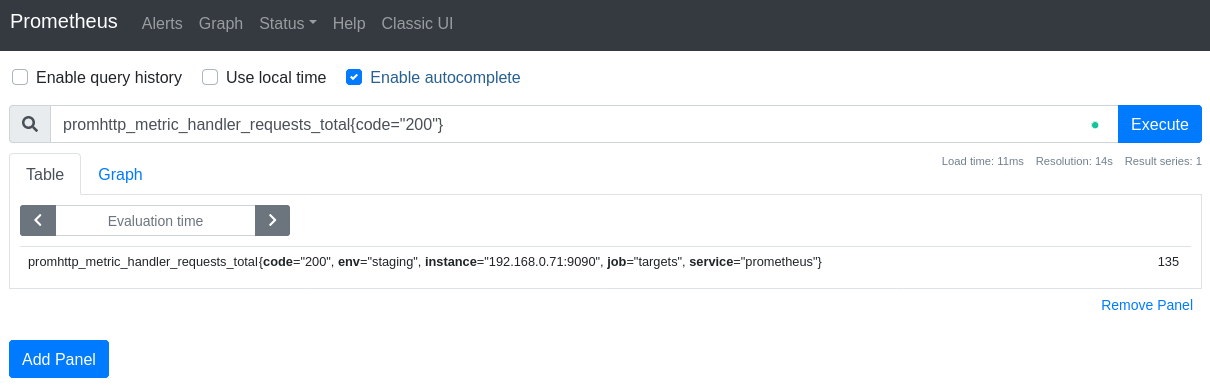 Prometheus Alerts Graph Status Help Classic UI
Enable query history Use local time Enable autocomplete
promhttp_metric_handler_requests_total{code="200"} Execute
Table Graph Load time: 11ms Resolution: 14s Result series: 1
Evaluation time
promhttp_metric_handler_requests_total{code="200", env="staging", instance="192.168.0.71:9090", job="targets", service="prometheus"} 135
Remove Panel
Add Panel